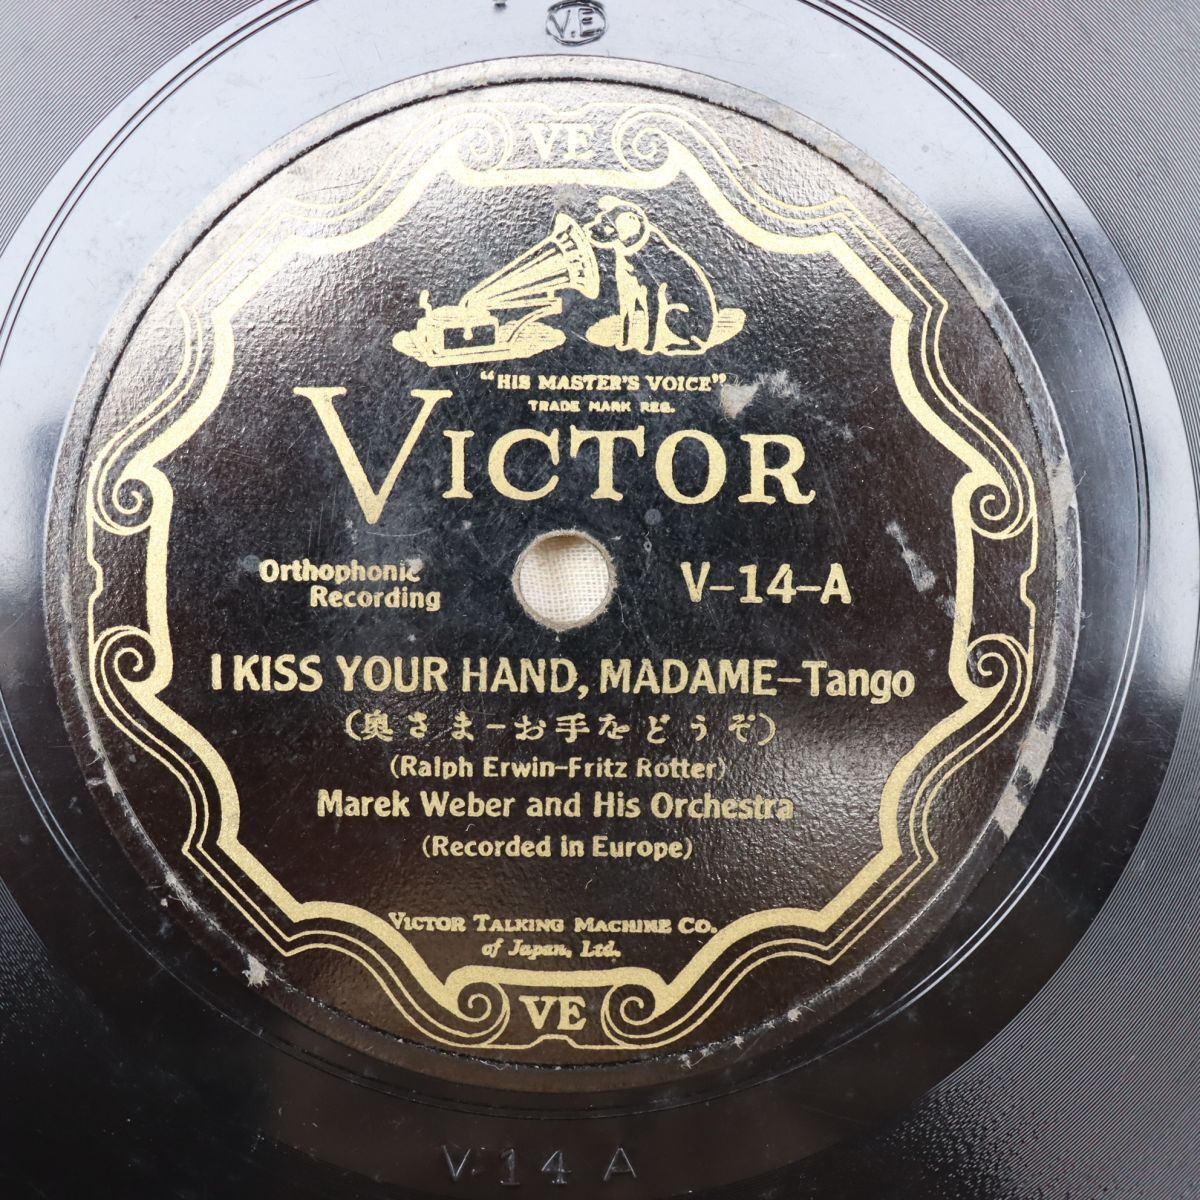 V.E
VE
"HIS MASTER'S VOICE"
TRADE MARK REG.
VICTOR
Orthophonic
Recording
V-14-A
I KISS YOUR HAND, MADAME-Tango
(奥さま-お手をどうぞ)
(Ralph Erwin-Fritz Rotter)
Marek Weber and His Orchestra
(Recorded in Europe)
VICTOR TALKING MACHINE CO.
of Japan, Ltd.
VE
V 14 A